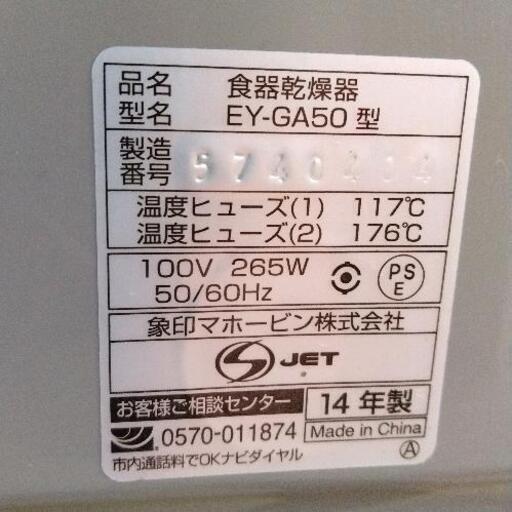 品名 食器乾燥器
型名 EY-GA50 型
製造番号 5740414
温度ヒューズ(1) 117℃
温度ヒューズ(2) 176℃
100V 265W
50/60Hz
PSE
象印マホービン株式会社
JET
お客様ご相談センター
0570-011874
市内通話料でOKナビダイヤル
14年製
Made in China
A